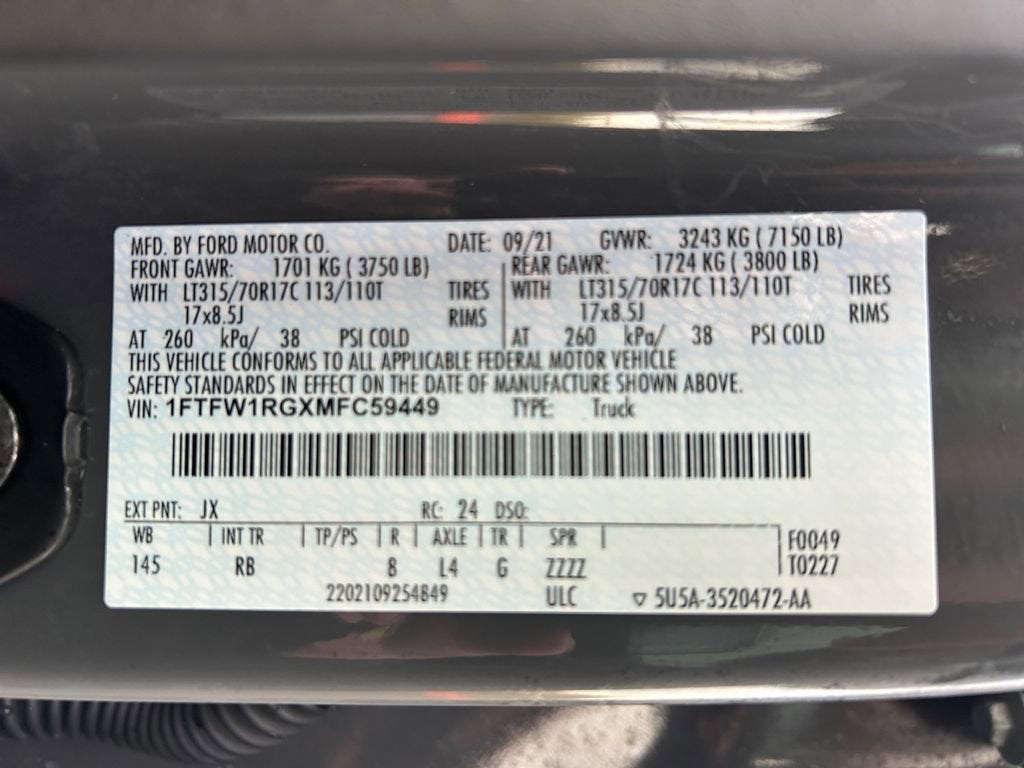 MFD. BY FORD MOTOR CO. DATE: 09/21 GVWR: 3243 KG ( 7150 LB)
FRONT GAWR: 1701 KG ( 3750 LB) REAR GAWR: 1724 KG ( 3800 LB)
WITH LT315/70R17C 113/110T TIRES WITH LT315/70R17C 113/110T TIRES
17x8.5J RIMS 17x8.5J RIMS
AT 260 kPa/ 38 PSI COLD AT 260 kPa/ 38 PSI COLD
THIS VEHICLE CONFORMS TO ALL APPLICABLE FEDERAL MOTOR VEHICLE
SAFETY STANDARDS IN EFFECT ON THE DATE OF MANUFACTURE SHOWN ABOVE.
VIN: 1FTFW1RGXMFC59449 TYPE: Truck
EXT PNT: JX RC: 24 DSO:
WB INT TR TP/PS R AXLE TR SPR F0049
145 RB 8 L4 G ZZZZ T0227
2202109254849 ULC ▽ 5U5A-3520472-AA